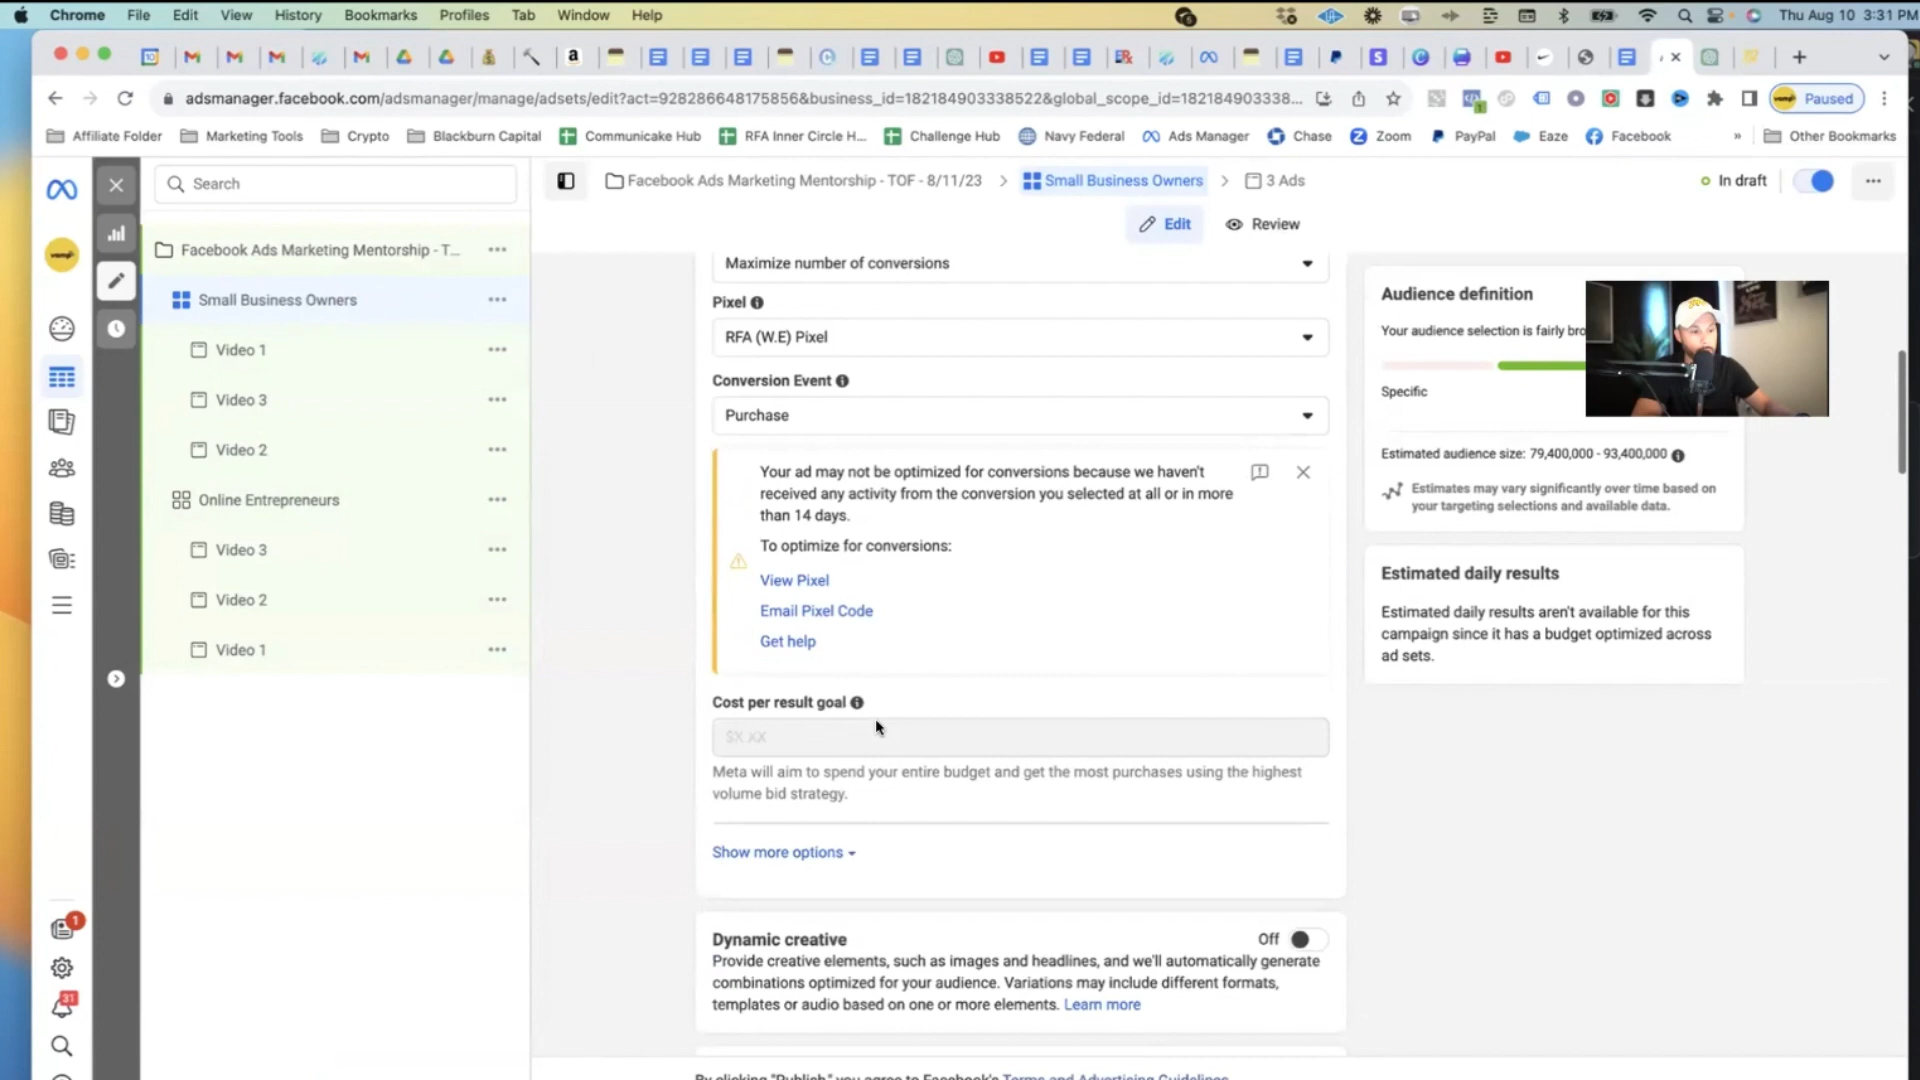 Chrome File Edit View History Bookmarks Profiles Tab Window Help
Thu Aug 10 3:31 PM
adsmanager.facebook.com/adsmanager/manage/adsets/edit?act=928286648175856&business_id=182184903338522&global_scope_id=1821849033338...
Paused
Affiliate Folder Marketing Tools Crypto Blackburn Capital Communicake Hub RFA Inner Circle H... Challenge Hub Navy Federal Ads Manager Chase Zoom PayPal Eaze Facebook » Other Bookmarks
Search
Facebook Ads Marketing Mentorship - TOF - 8/11/23 > Small Business Owners > 3 Ads
In draft
Edit Review
Facebook Ads Marketing Mentorship - T...
Small Business Owners
Video 1
Video 3
Video 2
Online Entrepreneurs
Video 3
Video 2
Video 1
1
31
Maximize number of conversions
Pixel
RFA (W.E) Pixel
Conversion Event
Purchase
Your ad may not be optimized for conversions because we haven't
received any activity from the conversion you selected at all or in more
than 14 days.
To optimize for conversions:
View Pixel
Email Pixel Code
Get help
Cost per result goal
$X.XX
Meta will aim to spend your entire budget and get the most purchases using the highest
volume bid strategy.
Show more options
Dynamic creative
Off
Provide creative elements, such as images and headlines, and we'll automatically generate
combinations optimized for your audience. Variations may include different formats,
templates or audio based on one or more elements. Learn more
By clicking "Publish," you agree to Facebook's Terms and Advertising Guidelines
Audience definition
Your audience selection is fairly bro
Specific
Estimated audience size: 79,400,000 - 93,400,000
Estimates may vary significantly over time based on
your targeting selections and available data.
Estimated daily results
Estimated daily results aren't available for this
campaign since it has a budget optimized across
ad sets.